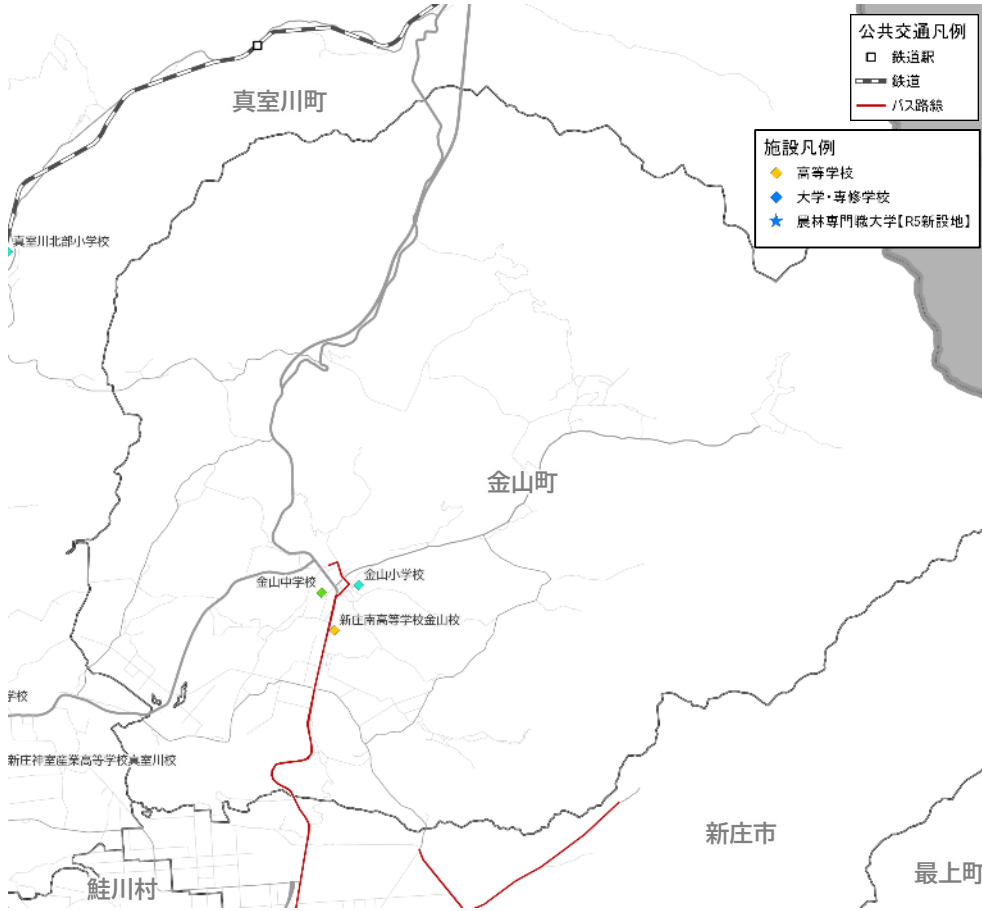 公共交通凡例
鉄道駅
鉄道
バス路線
施設凡例
高等学校
大学・専修学校
農林専門職大学【R5新設地】
真室川町
真室川北部小学校
金山町
金山中学校
金山小学校
新庄南高等学校金山校
学校
新庄神室産業高等学校真室川校
新庄市
最上町
鮭川村